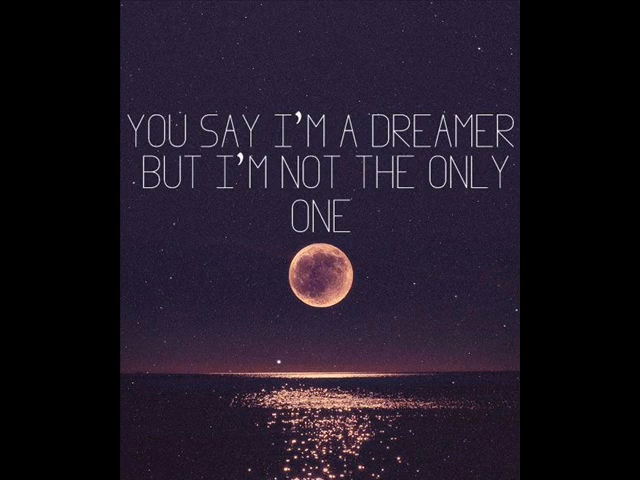 YOU SAY I'M A DREAMER
BUT I'M NOT THE ONLY
ONE